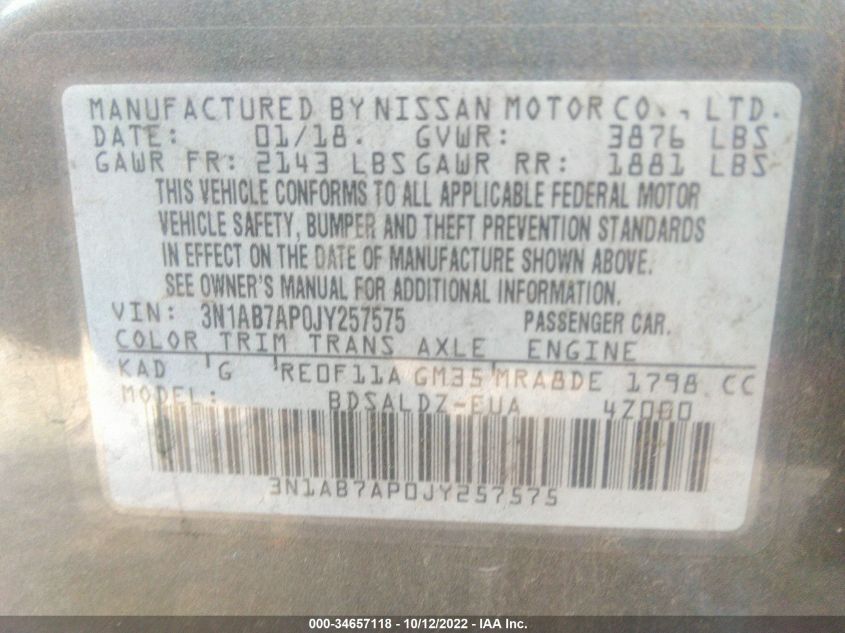 MANUFACTURED BY NISSAN MOTOR CO., LTD.
DATE: 01/18. GVWR: 3876 LBS
GAWR FR: 2143 LBS GAWR RR: 1881 LBS
THIS VEHICLE CONFORMS TO ALL APPLICABLE FEDERAL MOTOR
VEHICLE SAFETY, BUMPER AND THEFT PREVENTION STANDARDS
IN EFFECT ON THE DATE OF MANUFACTURE SHOWN ABOVE.
SEE OWNER'S MANUAL FOR ADDITIONAL INFORMATION.
VIN: 3N1AB7AP0JY257575 PASSENGER CAR.
COLOR TRIM TRANS AXLE ENGINE
KAD G RE0F11A GM35 MRA8DE 1798 CC
MODEL: BDSALDZ-EUA
3N1AB7AP0JY257575
000-34657118 - 10/12/2022 - IAA Inc.